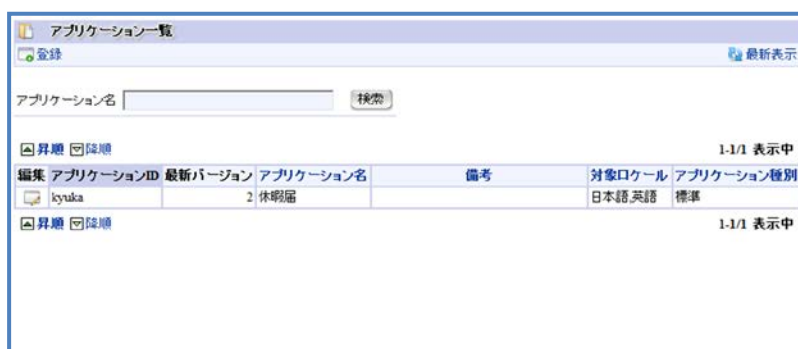 アプリケーション一覧
登録 最新表示
アプリケーション名 検索
昇順 降順 1-1/1 表示中
編集 アプリケーションID 最新バージョン アプリケーション名 備考 対象ロケール アプリケーション種別
kyuka 2 休暇届 日本語,英語 標準
昇順 降順 1-1/1 表示中